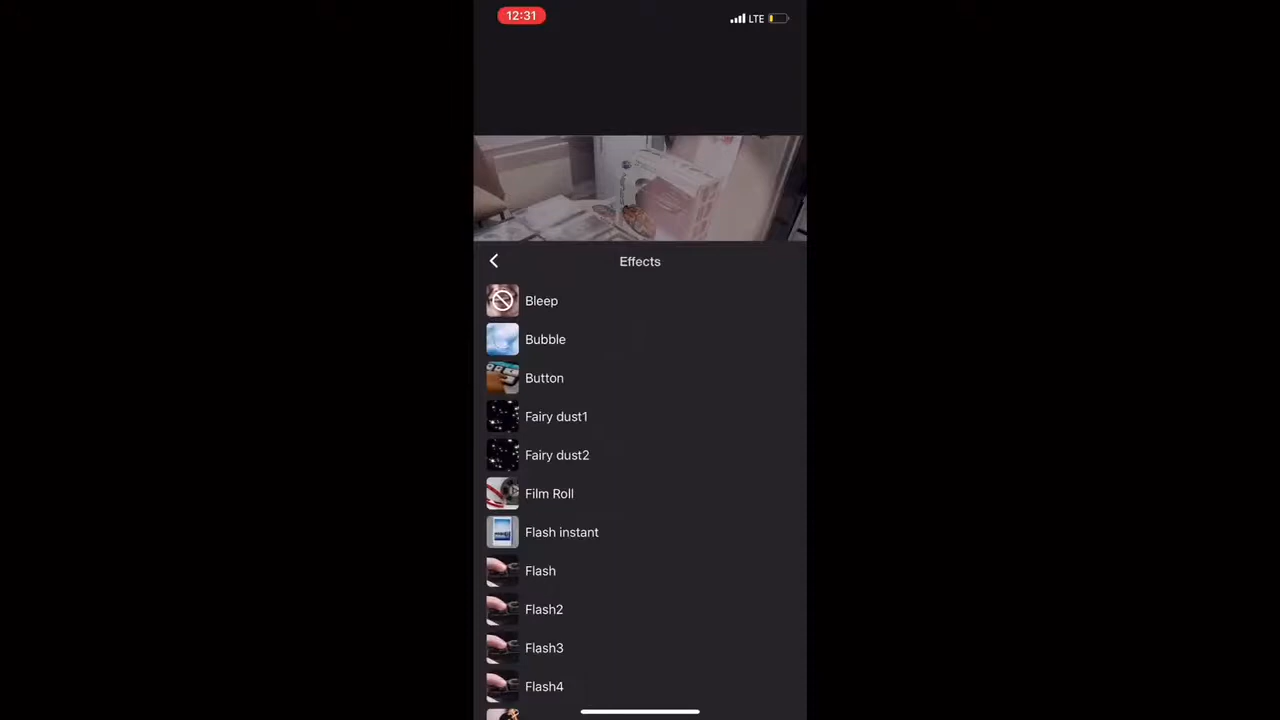 12:31
LTE
Effects
Bleep
Bubble
Button
Fairy dust1
Fairy dust2
Film Roll
Flash instant
Flash
Flash2
Flash3
Flash4